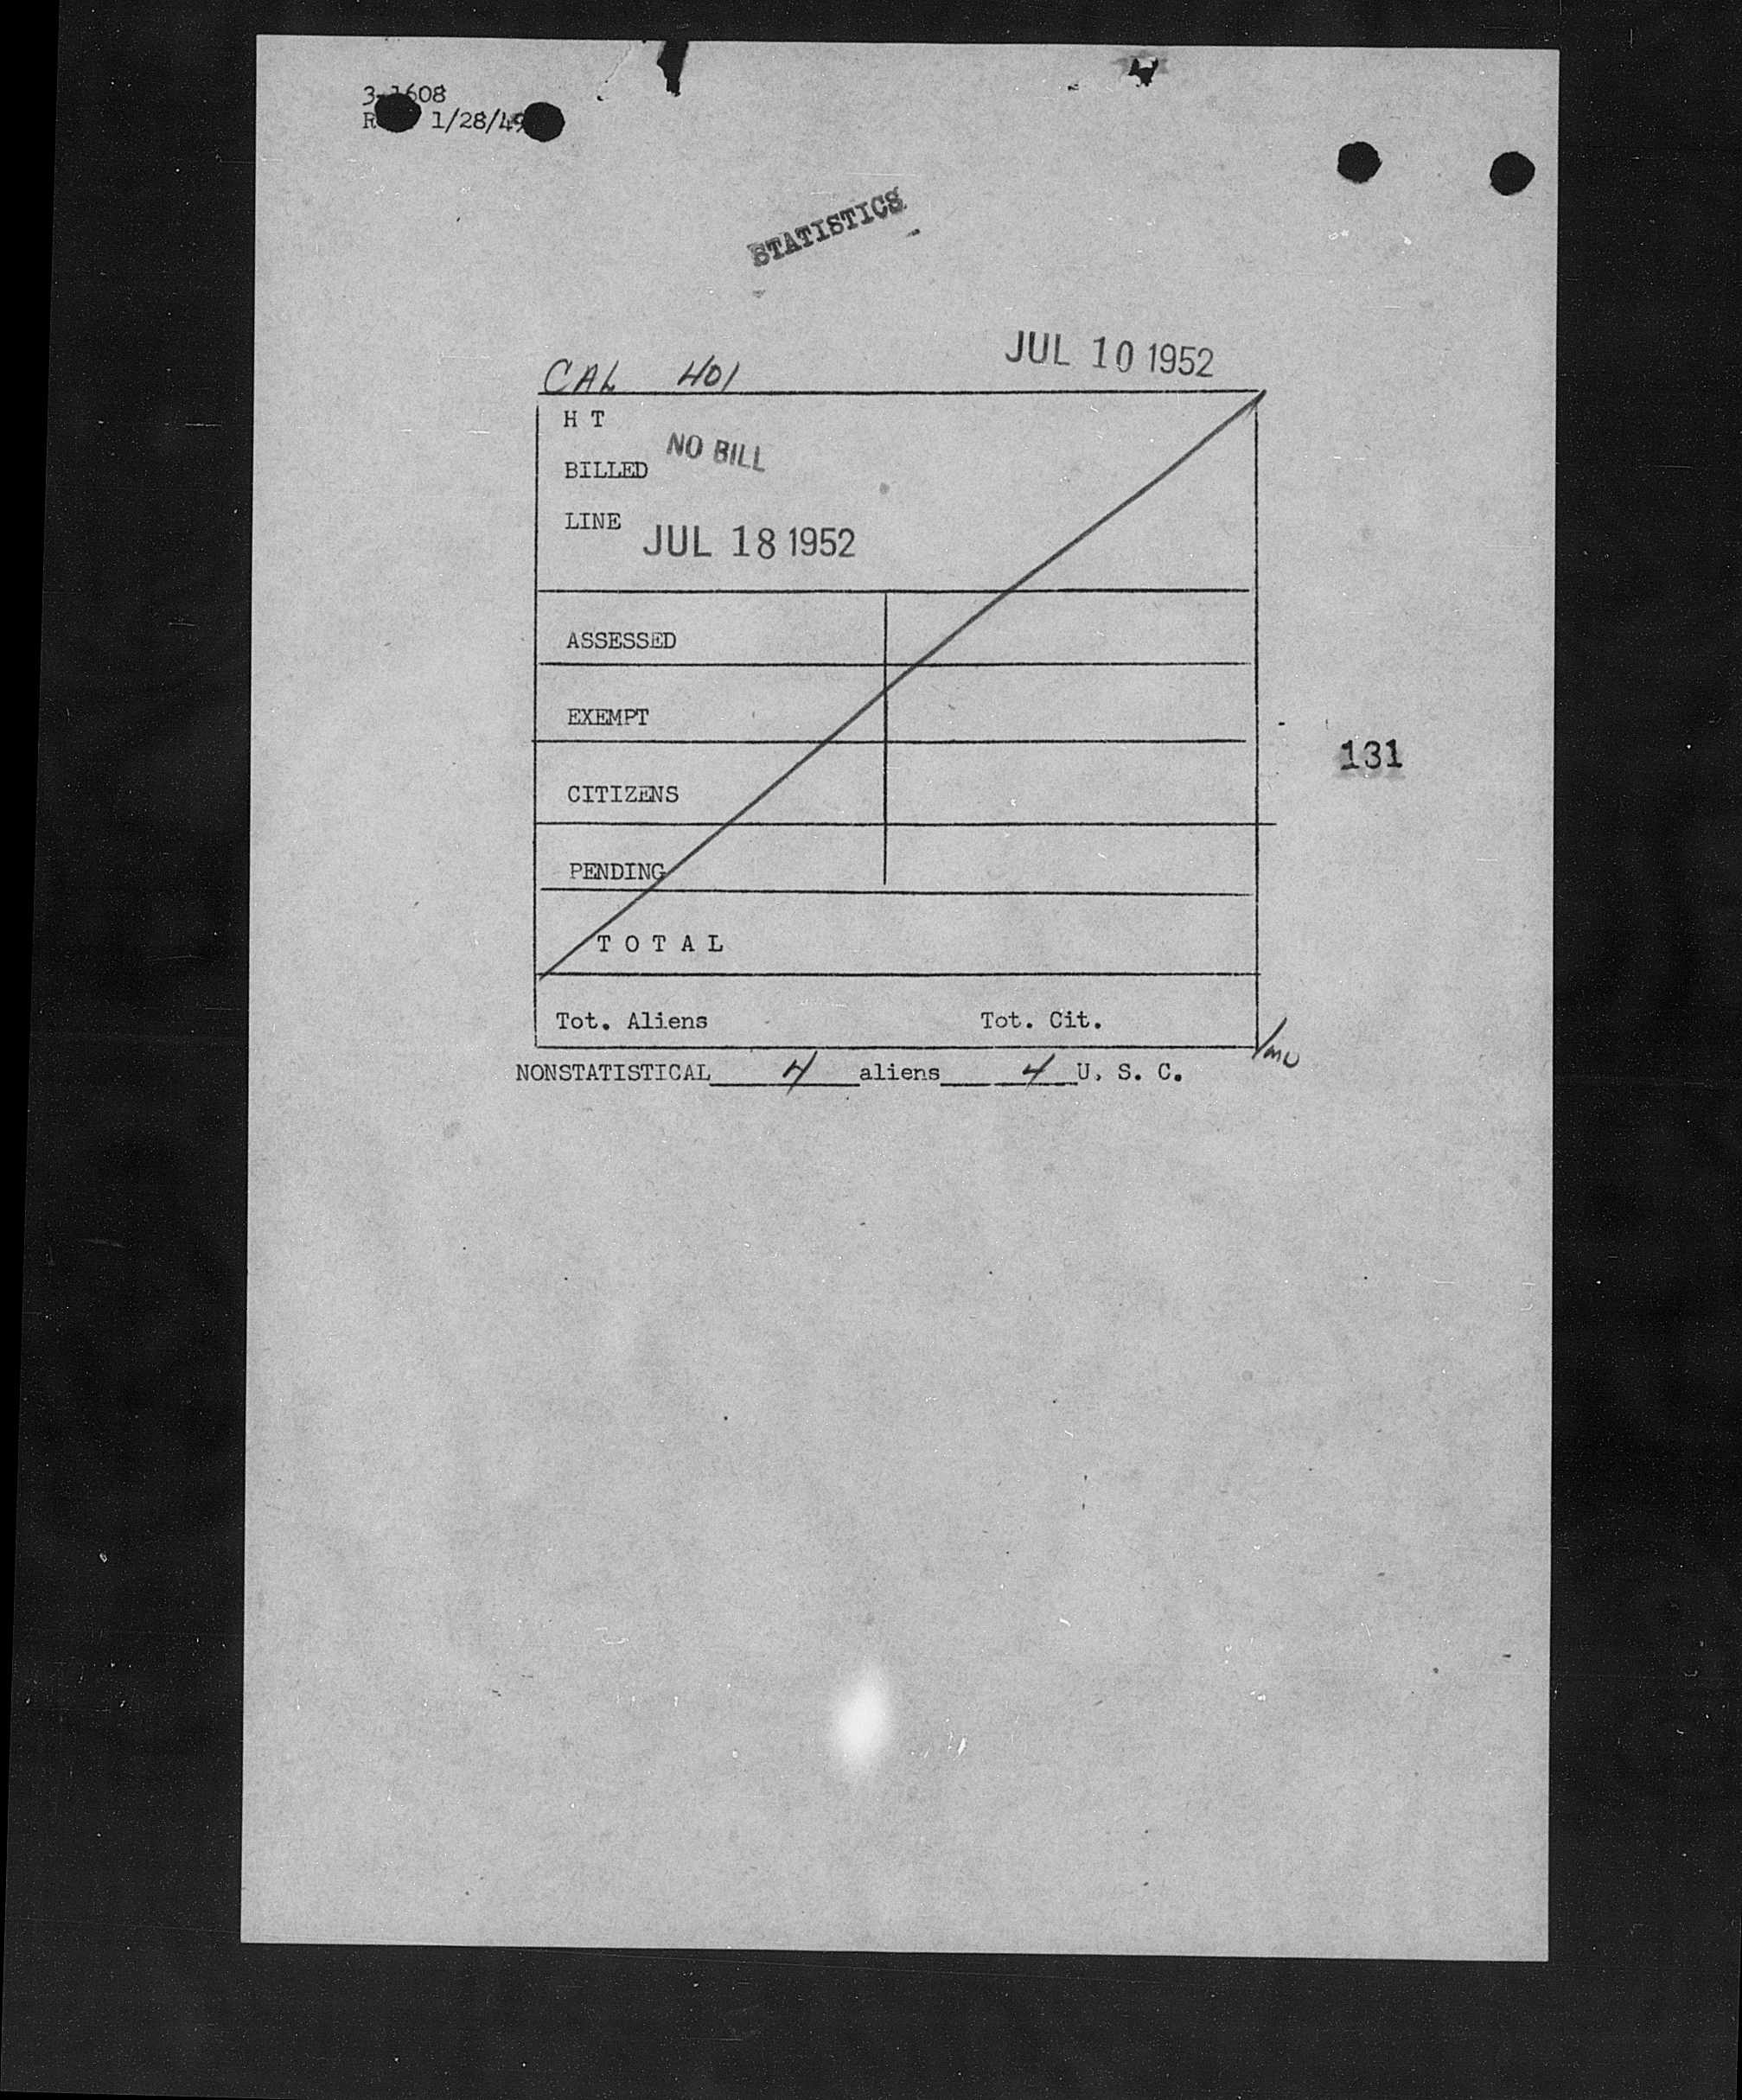 3-1608
1/28/49
STATISTICS
JUL 10 1952
CAL 401
H T
NO BILL
BILLED
LINE
JUL 18 1952
ASSESSED
EXEMPT
131
CITIZENS
PENDING
T O T A L
Tot. Aliens Tot. Cit.
NONSTATISTICAL 4 aliens 4 U. S. C.